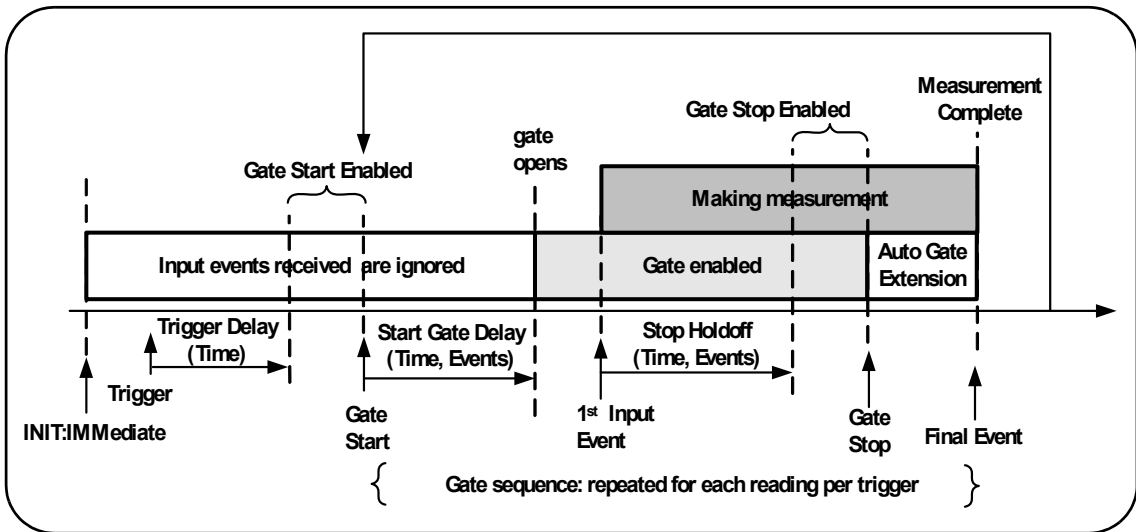 Measurement
Complete
Gate Stop Enabled
gate
opens
Gate Start Enabled
Making measurement
Input events received are ignored
Gate enabled
Auto Gate
Extension
Trigger Delay
(Time)
Start Gate Delay
(Time, Events)
Stop Holdoff
(Time, Events)
Trigger
INIT:IMMediate
Gate
Start
1st Input
Event
Gate
Stop
Final Event
Gate sequence: repeated for each reading per trigger